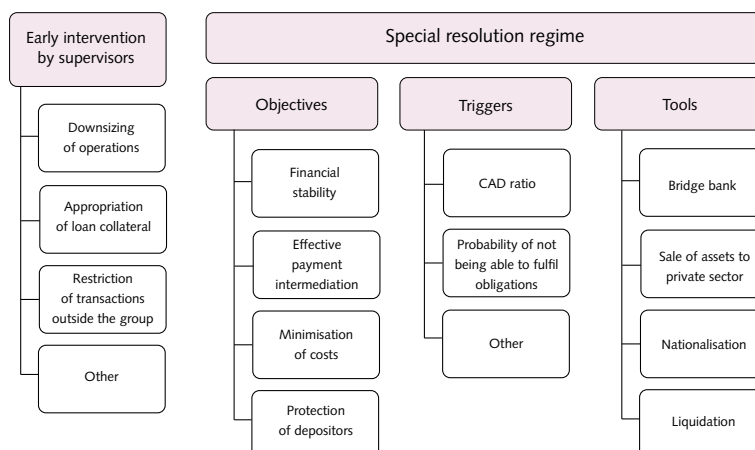 Early intervention
by supervisors
Downsizing
of operations
Appropriation
of loan collateral
Restriction
of transactions
outside the group
Other
Special resolution regime
Objectives
Financial
stability
Effective
payment
intermediation
Minimisation
of costs
Protection
of depositors
Triggers
CAD ratio
Probability of not
being able to fulfil
obligations
Other
Tools
Bridge bank
Sale of assets to
private sector
Nationalisation
Liquidation